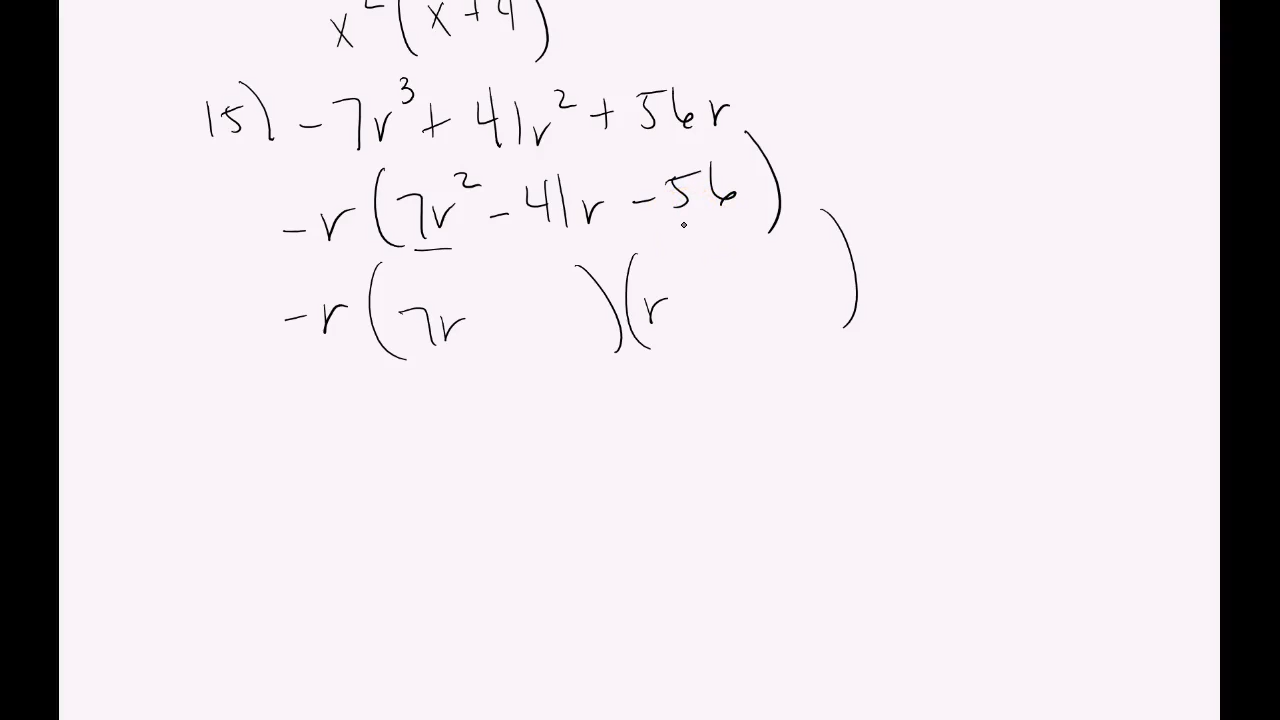 x²(x+4)
15) -7r³ + 41r² + 56r
-r(7r² - 41r - 56)
-r(7r )(r )